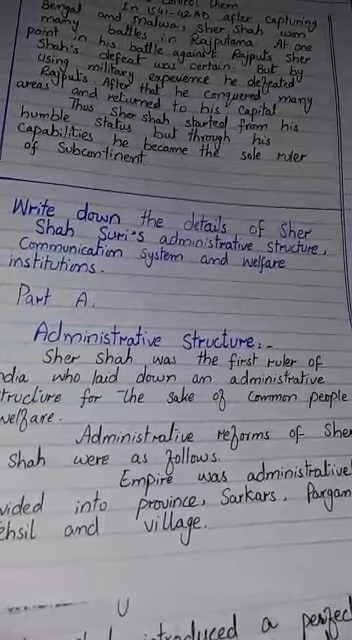 control them
In 1541-42AD after capturing
Bengal and Malwa, Sher Shah won
many battles in Rajputana. At one
point in his battle against Rajputs Sher
Shah's defeat was certain. But by
using military experience he defeated
Rajputs. After that he conquered many
areas and returned to his capital
Thus Sher shah started from his
humble status but through his
capabilities he became the sole ruler
of Subcontinent.
Write down the details of Sher
Shah Suri's administrative structure,
Communication system and welfare
institutions.
Part A.
Administrative Structure:-
Sher shah was the first ruler of
ndia who laid down an administrative
tructure for the sake of common people
welfare.
Administrative reforms of Sher
Shah were as follows.
Empire was administrative
vided into province, Sarkars, Pargan
ehsil and village.
introduced a perfec